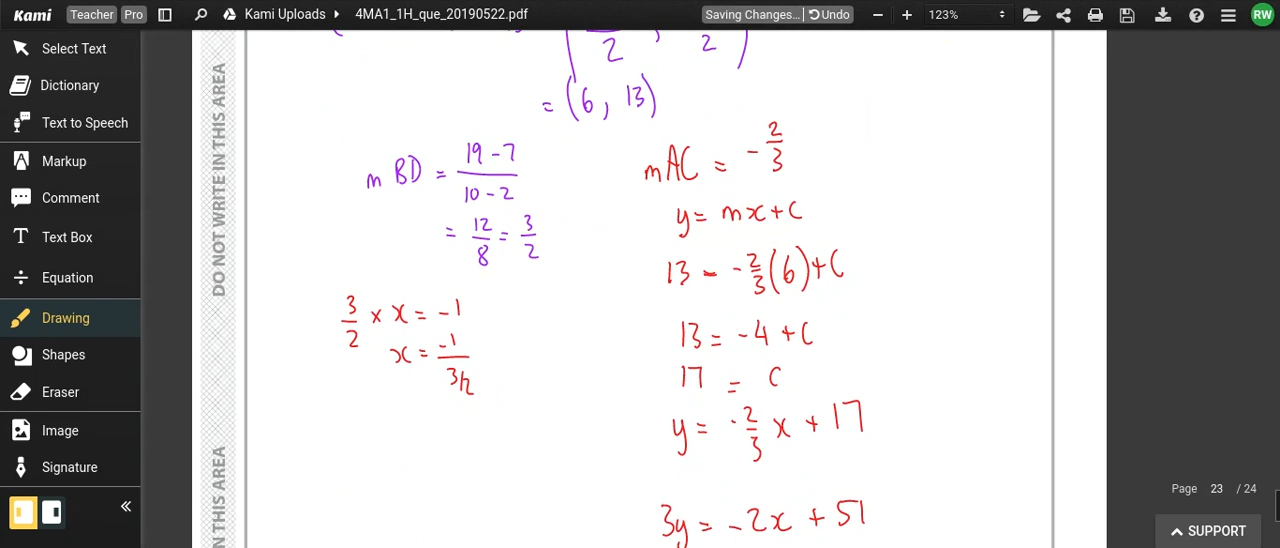 Kami Teacher Pro Kami Uploads > 4MA1_1H_que_20190522.pdf Saving Changes... Undo 123% RW
Select Text
Dictionary
Text to Speech
Markup
Comment
Text Box
Equation
Drawing
Shapes
Eraser
Image
Signature
DO NOT WRITE IN THIS AREA
N THIS AREA
2 , 2
= (6, 13)
m BD = 19 - 7 / 10 - 2
= 12/8 = 3/2
3/2 × x = -1
x = -1 / 3/2
mAC = -2/3
y = mx + C
13 = -2/3 (6) + C
13 = -4 + C
17 = C
y = -2/3 x + 17
3y = -2x + 51
Page 23 / 24
SUPPORT